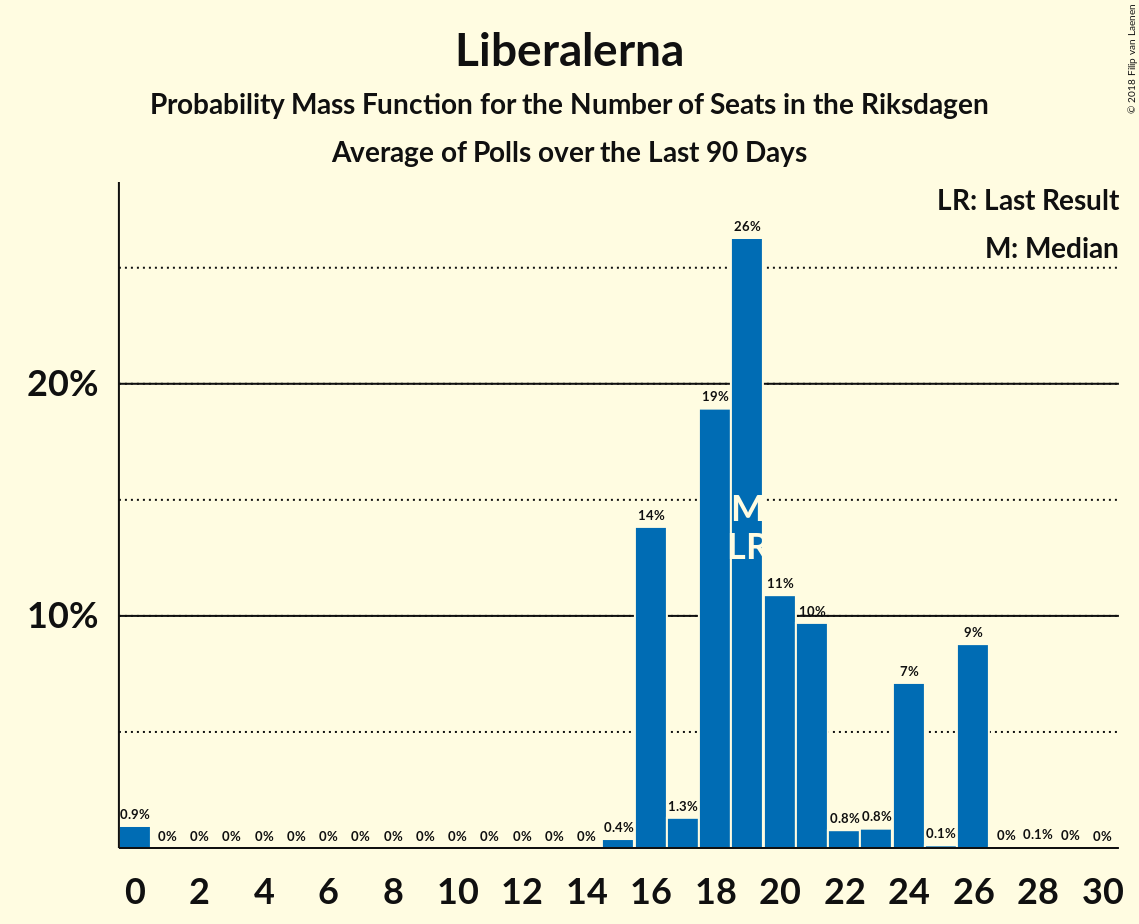 © 2018 Filip van Laenen
Liberalerna
Probability Mass Function for the Number of Seats in the Riksdagen
Average of Polls over the Last 90 Days
LR: Last Result
M: Median
20%
10%
0.9% 0% 0% 0% 0% 0% 0% 0% 0% 0% 0% 0% 0% 0% 0% 0.4% 14% 1.3% 19% 26% 11% 10% 0.8% 0.8% 7% 0.1% 9% 0% 0.1% 0% 0%
M
LR
0 2 4 6 8 10 12 14 16 18 20 22 24 26 28 30